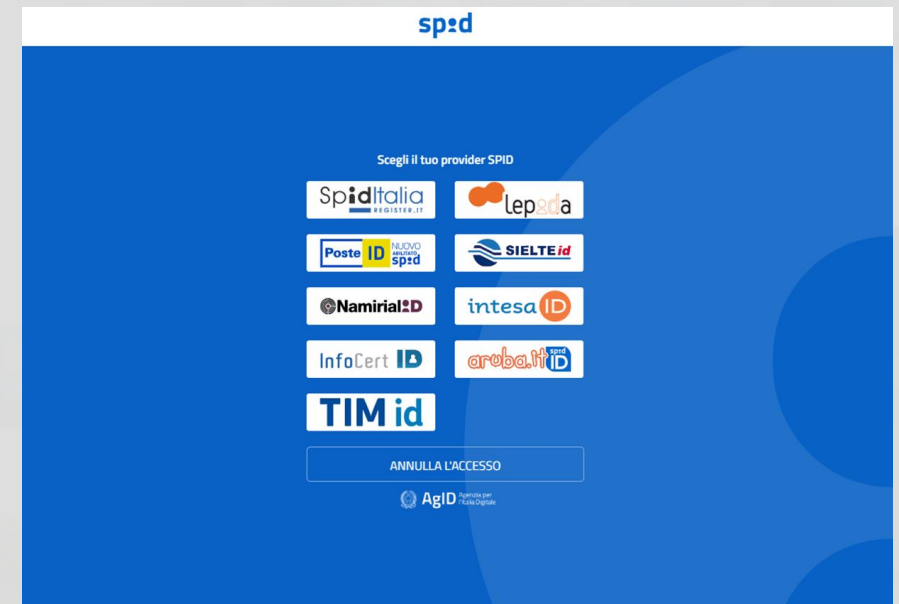 spid
Scegli il tuo provider SPID
SpidItalia
REGISTER.IT
Lepida
Poste ID NUOVO
ABILITATO
spid
SIELTE id
Namirial ID
intesa ID
InfoCert ID
aruba.it spid
ID
TIM id
ANNULLA L'ACCESSO
AgID Agenzia per
l'Italia Digitale